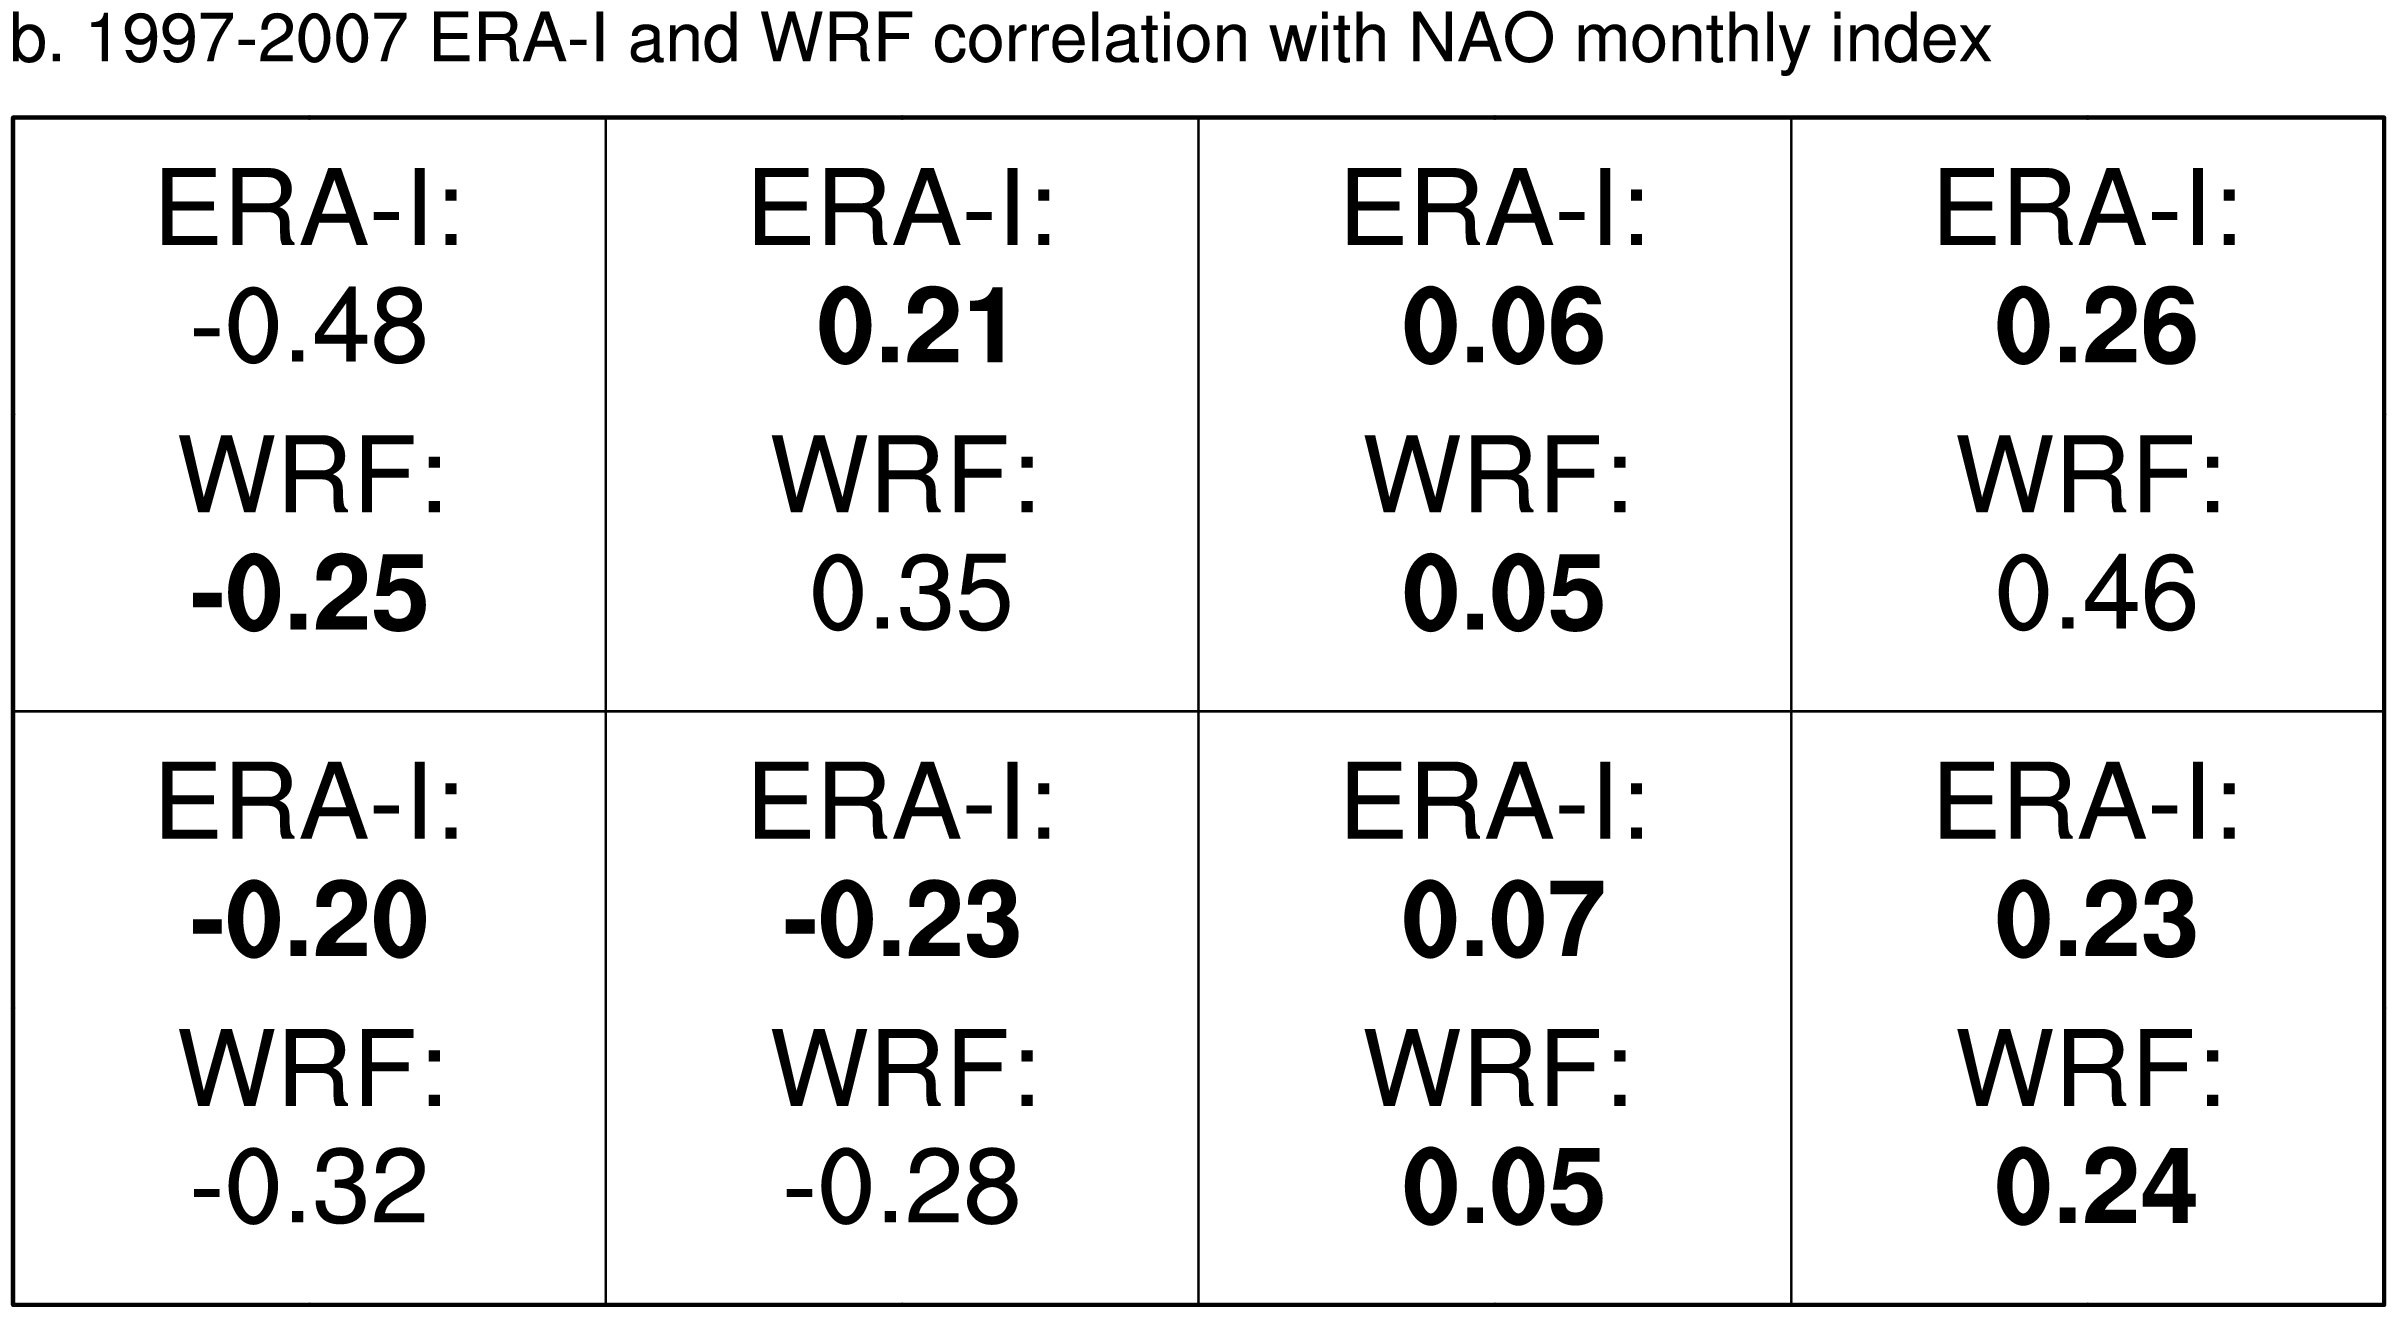 b. 1997-2007 ERA-I and WRF correlation with NAO monthly index
ERA-I:
-0.48
WRF:
-0.25
ERA-I:
0.21
WRF:
0.35
ERA-I:
0.06
WRF:
0.05
ERA-I:
0.26
WRF:
0.46
ERA-I:
-0.20
WRF:
-0.32
ERA-I:
-0.23
WRF:
-0.28
ERA-I:
0.07
WRF:
0.05
ERA-I:
0.23
WRF:
0.24